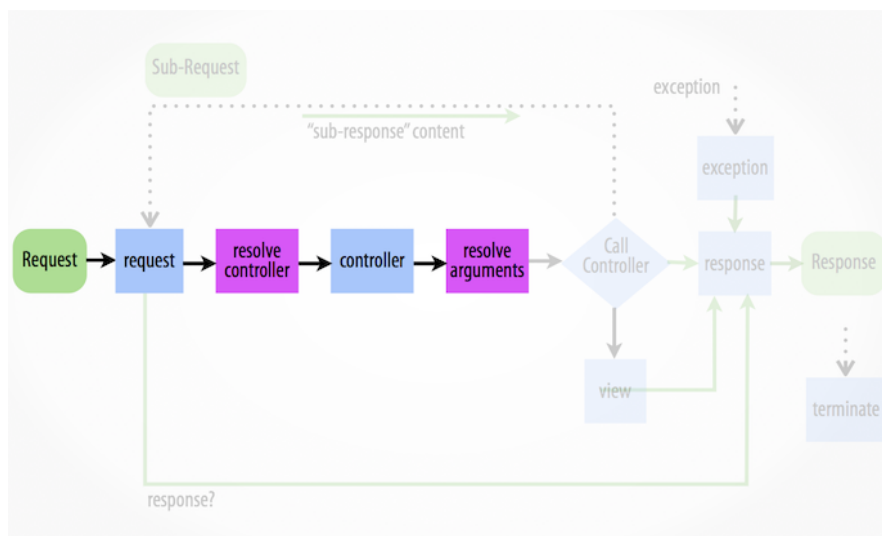 Sub-Request
exception
“sub-response” content
exception
Request
request
resolve
controller
controller
resolve
arguments
Call
Controller
response
Response
view
terminate
response?